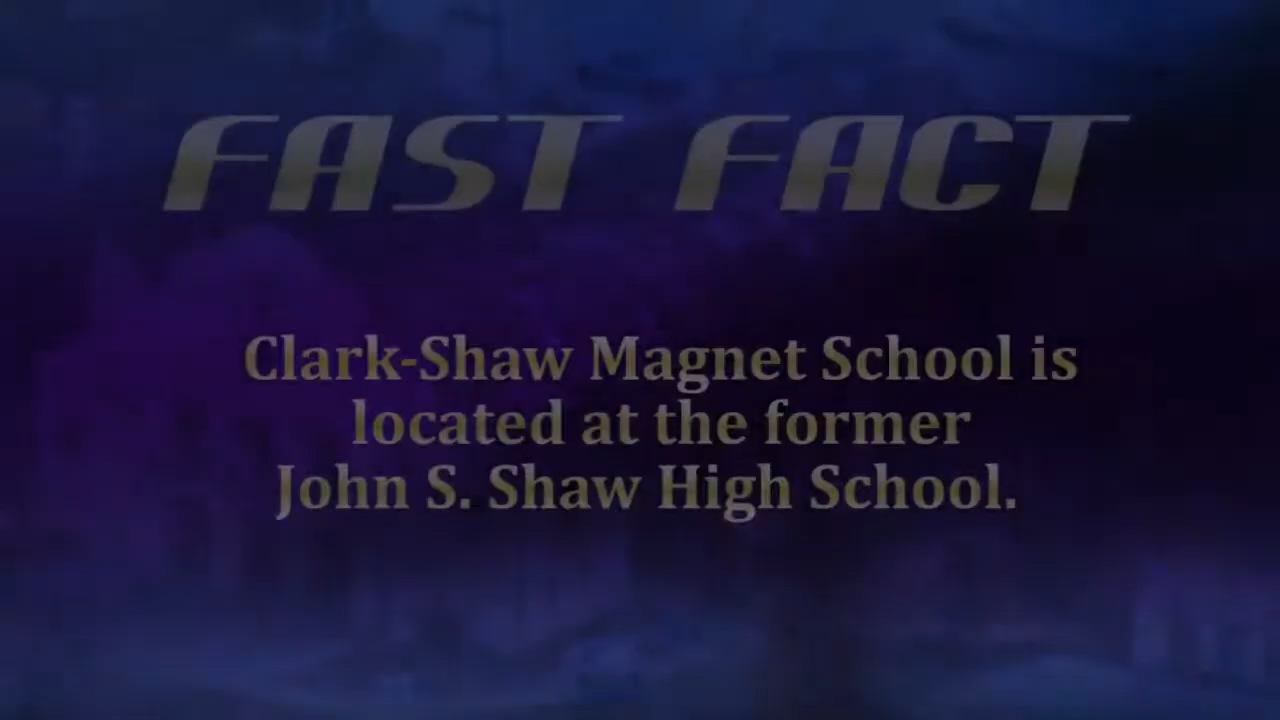 FAST FACT
Clark-Shaw Magnet School is
located at the former
John S. Shaw High School.